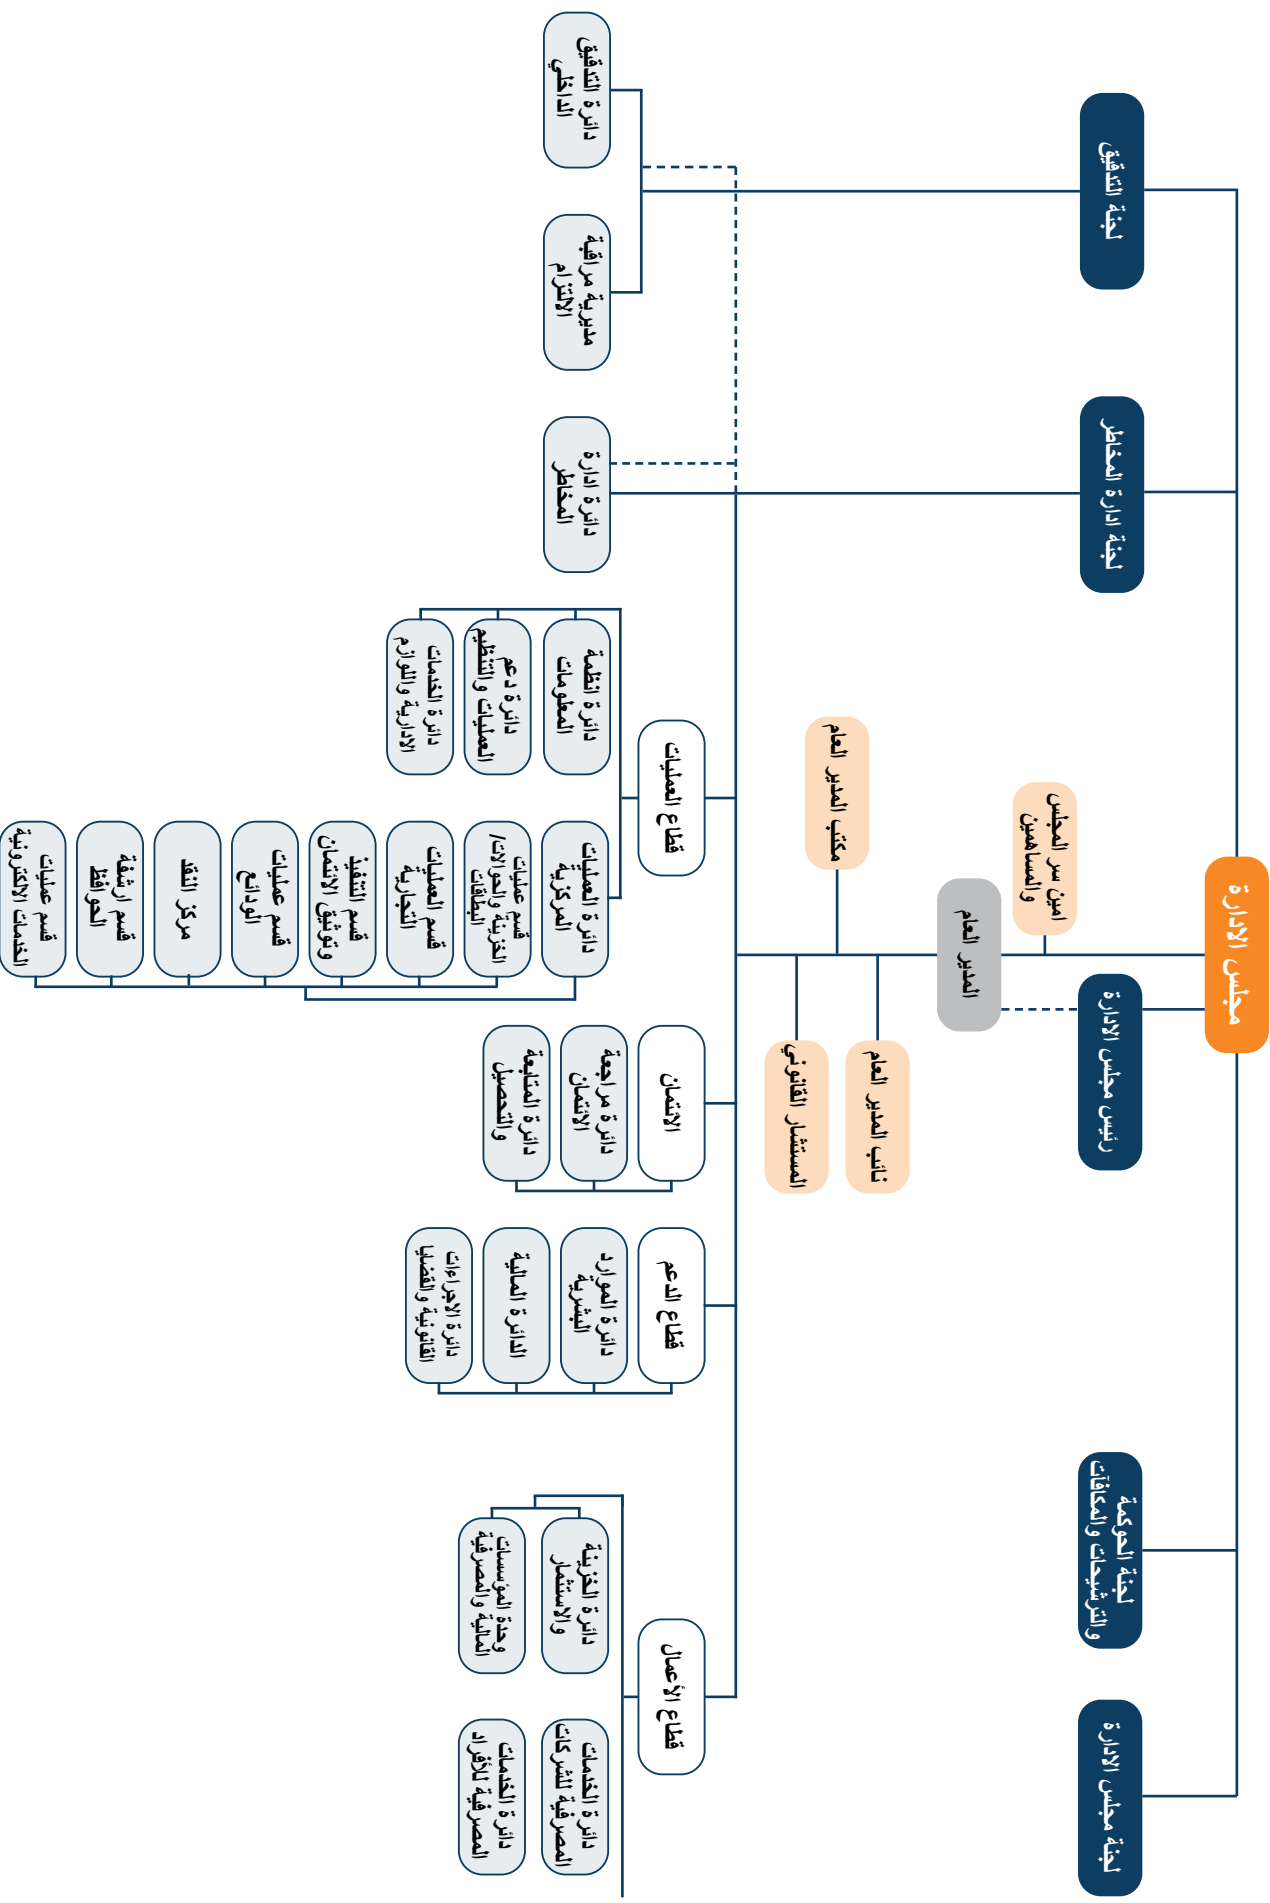 مجلس الادارة
لجنة التدقيق
لجنة ادارة المخاطر
رئيس مجلس الادارة
لجنة الحوكمة
والترشيحات والمكافآت
لجنة مجلس الادارة
امين سر المجلس
والمساهمين
المدير العام
مكتب المدير العام
نائب المدير العام
المستشار القانوني
دائرة التدقيق
الداخلي
مديرية مراقبة
الالتزام
دائرة ادارة
المخاطر
قطاع العمليات
دائرة انظمة
المعلومات
دائرة دعم
العمليات والتنظيم
دائرة الخدمات
الادارية واللوازم
دائرة العمليات
المركزية
قسم عمليات
الخزينة والحوالات/
البطاقات
قسم العمليات
التجارية
قسم التنفيذ
وتوثيق الائتمان
قسم عمليات
الودائع
مركز النقد
قسم ارشفة
الحوافظ
قسم عمليات
الخدمات الالكترونية
الائتمان
دائرة مراجعة
الائتمان
دائرة المتابعة
والتحصيل
قطاع الدعم
دائرة الموارد
البشرية
الدائرة المالية
دائرة الاجراءات
القانونية والقضايا
قطاع الأعمال
دائرة الخزينة
والاستثمار
وحدة المؤسسات
المالية والمصرفية
دائرة الخدمات
المصرفية للشركات
دائرة الخدمات
المصرفية للأفراد